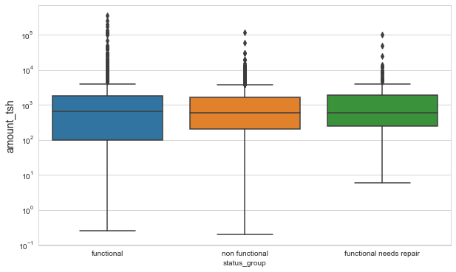 amount_tsh
10⁵
10⁴
10³
10²
10¹
10⁰
10⁻¹
functional
non functional
functional needs repair
status_group